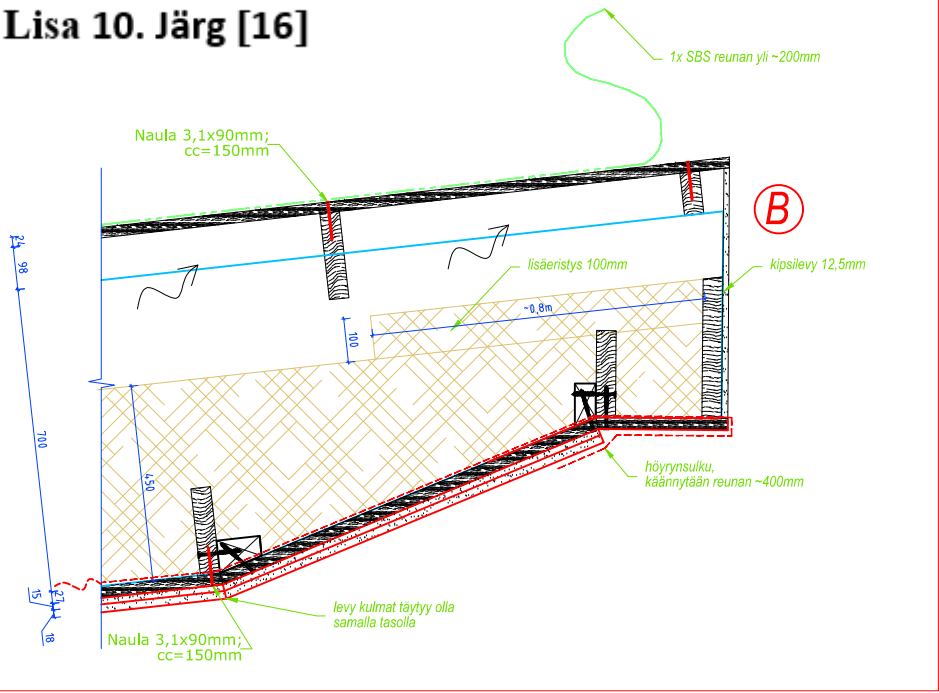 Lisa 10. Järg [16]
1x SBS reunan yli ~200mm
Naula 3,1x90mm;
cc=150mm
B
lisäeristys 100mm
kipsilevy 12,5mm
24
98
~0,8m
100
700
450
höyrynsulku,
käännytään reunan ~400mm
27
15
18
levy kulmat täytyy olla
samalla tasolla
Naula 3,1x90mm;
cc=150mm